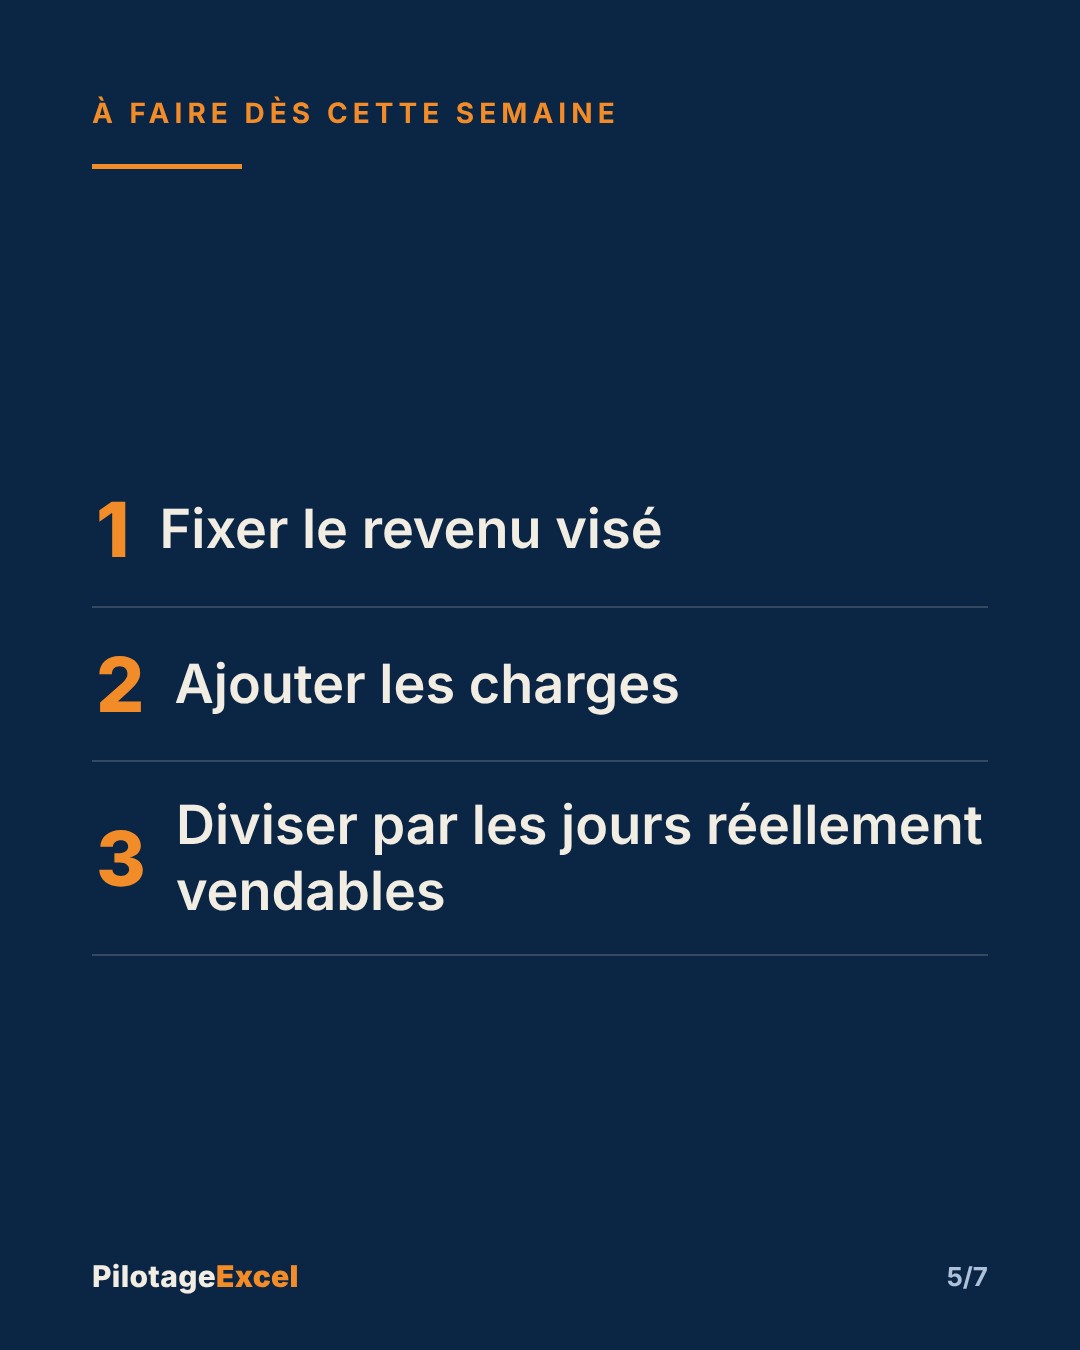 À FAIRE DÈS CETTE SEMAINE
1 Fixer le revenu visé
2 Ajouter les charges
3 Diviser par les jours réellement
vendables
PilotageExcel
5/7